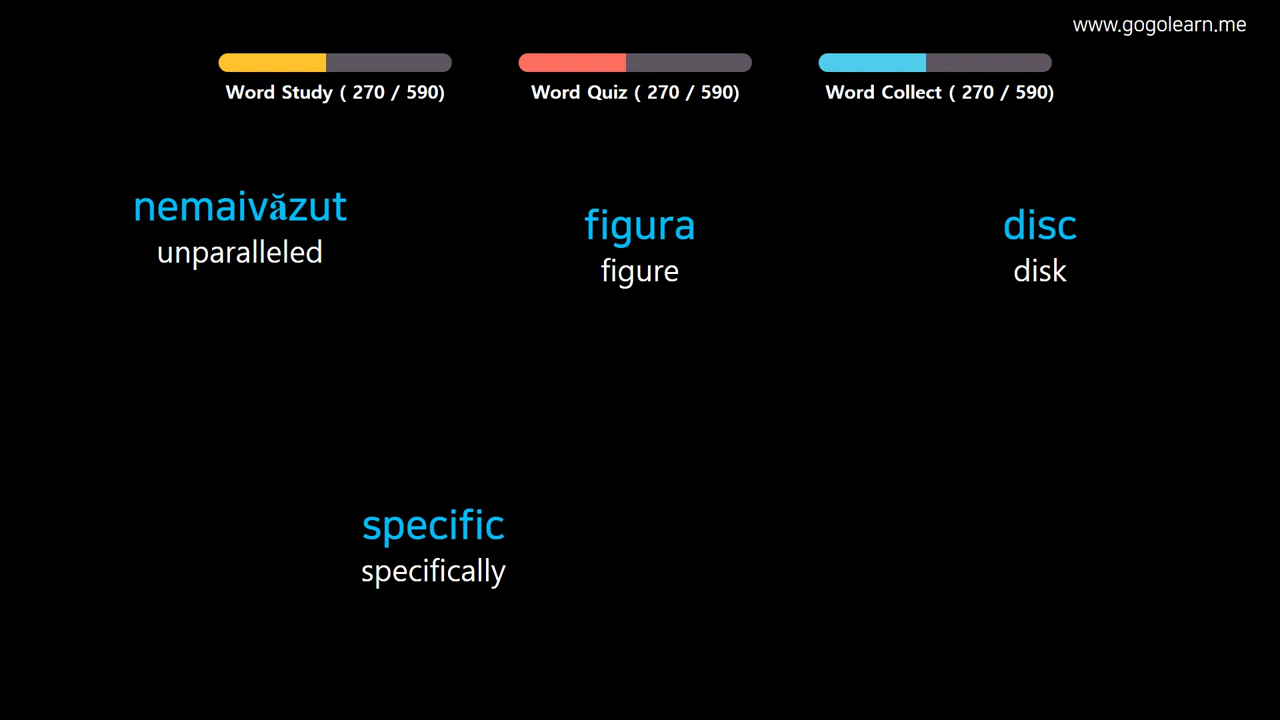 www.gogolearn.me
Word Study ( 270 / 590)
Word Quiz ( 270 / 590)
Word Collect ( 270 / 590)
nemaivăzut
unparalleled
figura
figure
disc
disk
specific
specifically